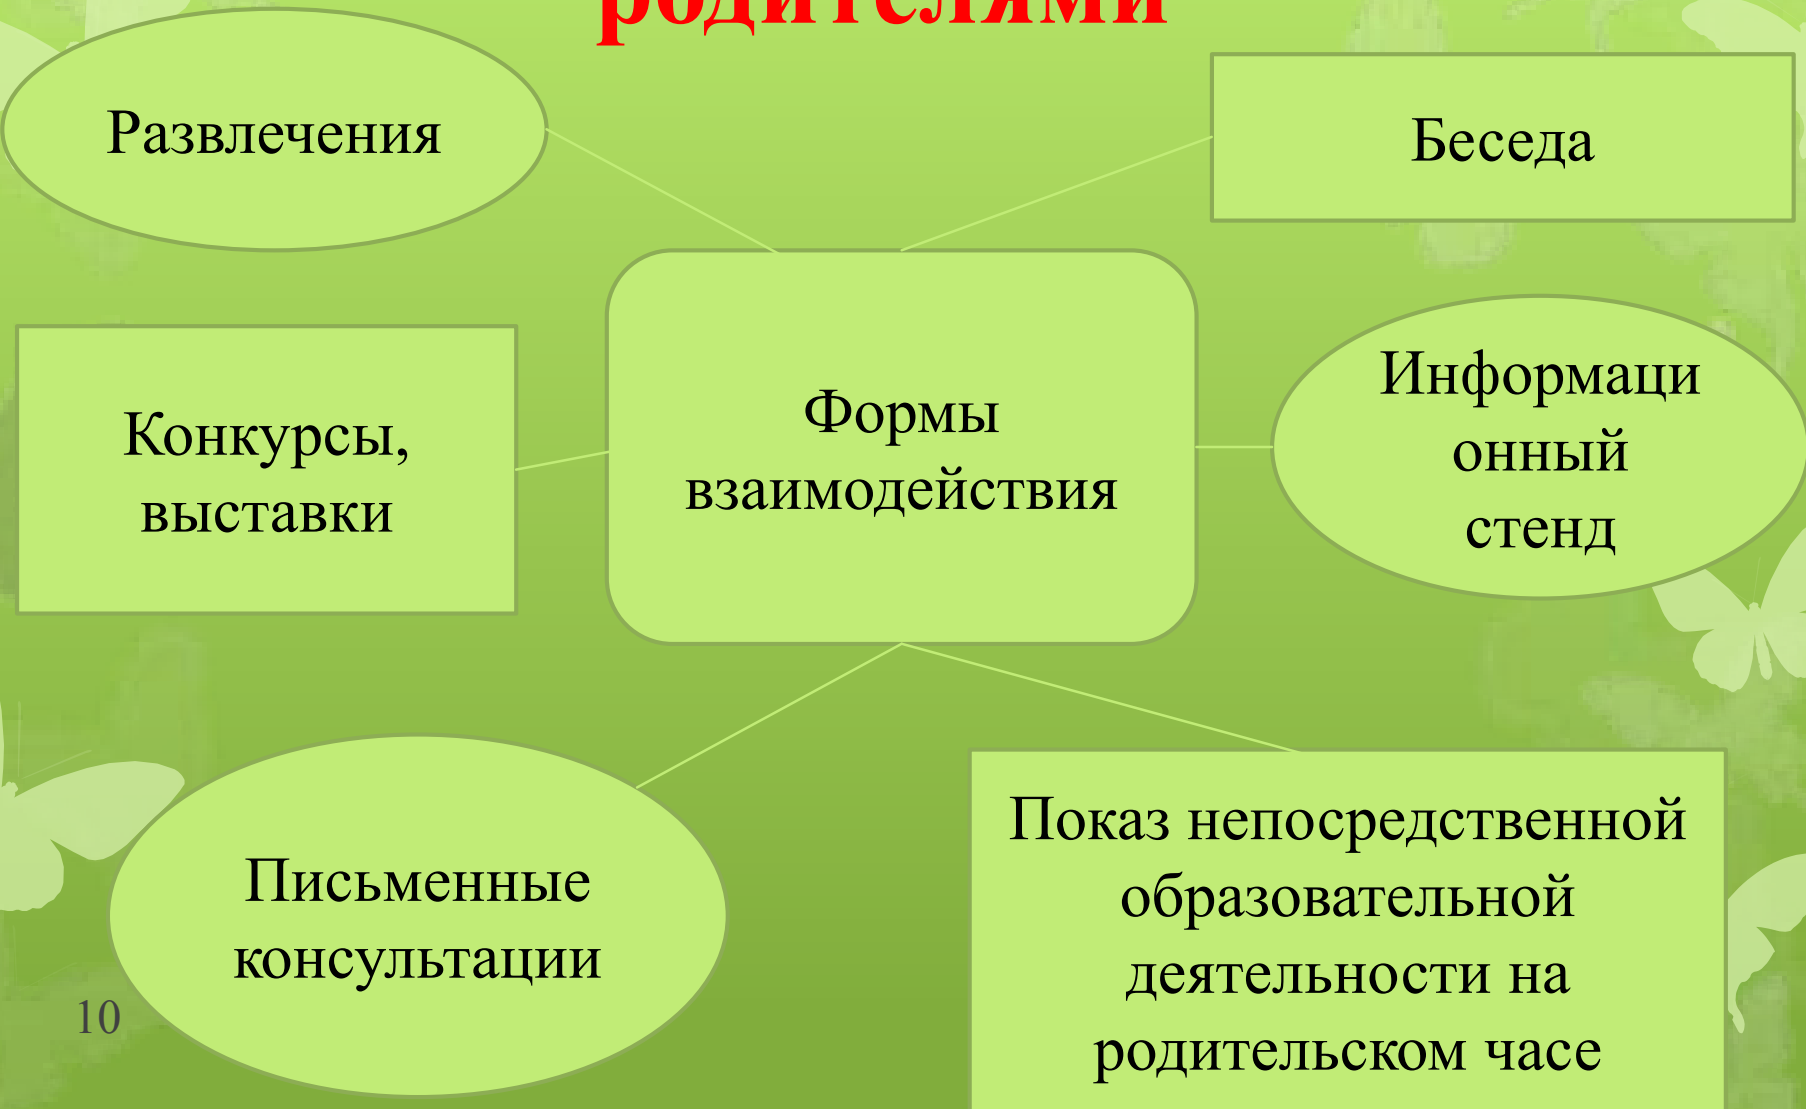 родителями
Развлечения
Беседа
Конкурсы,
выставки
Формы
взаимодействия
Информаци
онный
стенд
Письменные
консультации
Показ непосредственной
образовательной
деятельности на
родительском часе
10